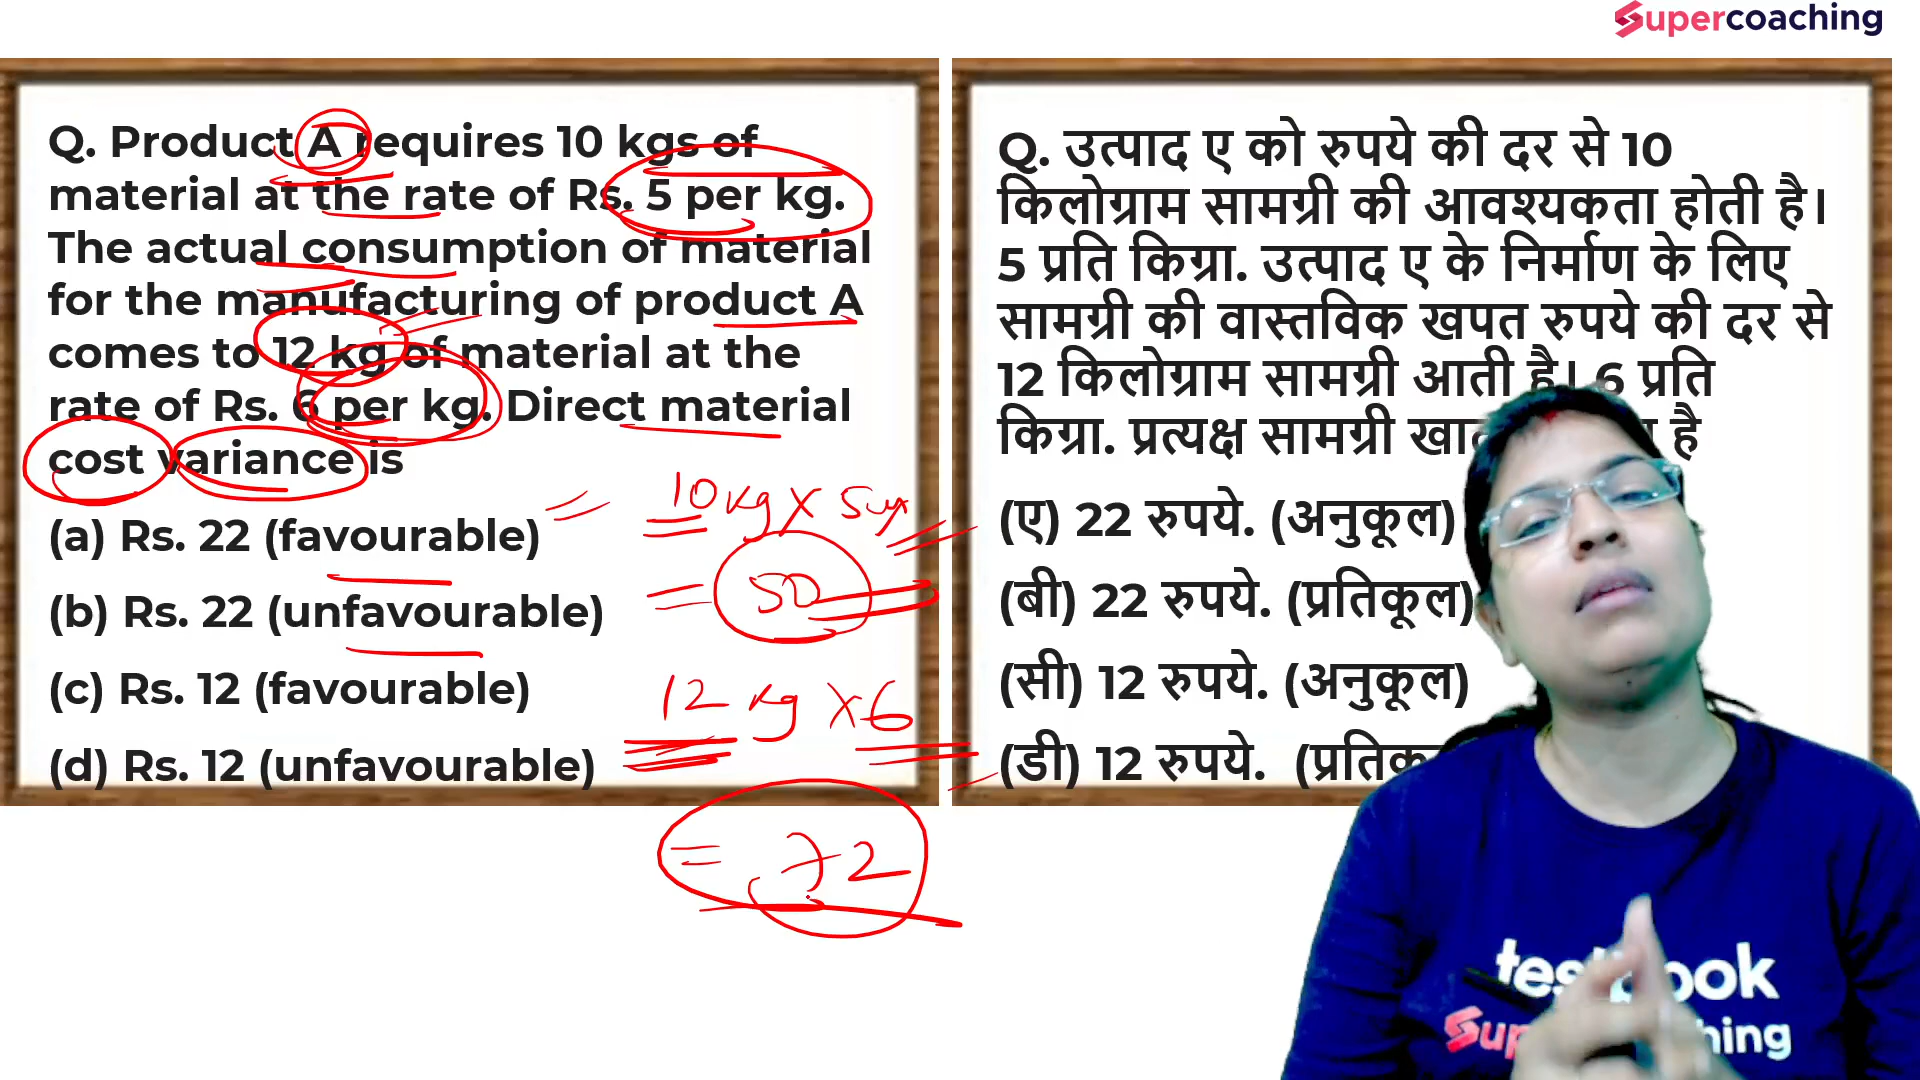 Supercoaching
Q. Product A requires 10 kgs of
material at the rate of Rs. 5 per kg.
The actual consumption of material
for the manufacturing of product A
comes to 12 kg of material at the
rate of Rs. 6 per kg. Direct material
cost variance is
(a) Rs. 22 (favourable)
(b) Rs. 22 (unfavourable)
(c) Rs. 12 (favourable)
(d) Rs. 12 (unfavourable)
10 kg X 5
= 50
12 kg X 6
= 72
Q. उत्पाद ए को रुपये की दर से 10
किलोग्राम सामग्री की आवश्यकता होती है।
5 प्रति किग्रा. उत्पाद ए के निर्माण के लिए
सामग्री की वास्तविक खपत रुपये की दर से
12 किलोग्राम सामग्री आती है। 6 प्रति
किग्रा. प्रत्यक्ष सामग्री है
(ए) 22 रुपये. (अनुकूल)
(बी) 22 रुपये. (प्रतिकूल)
(सी) 12 रुपये. (अनुकूल)
(डी) 12 रुपये.